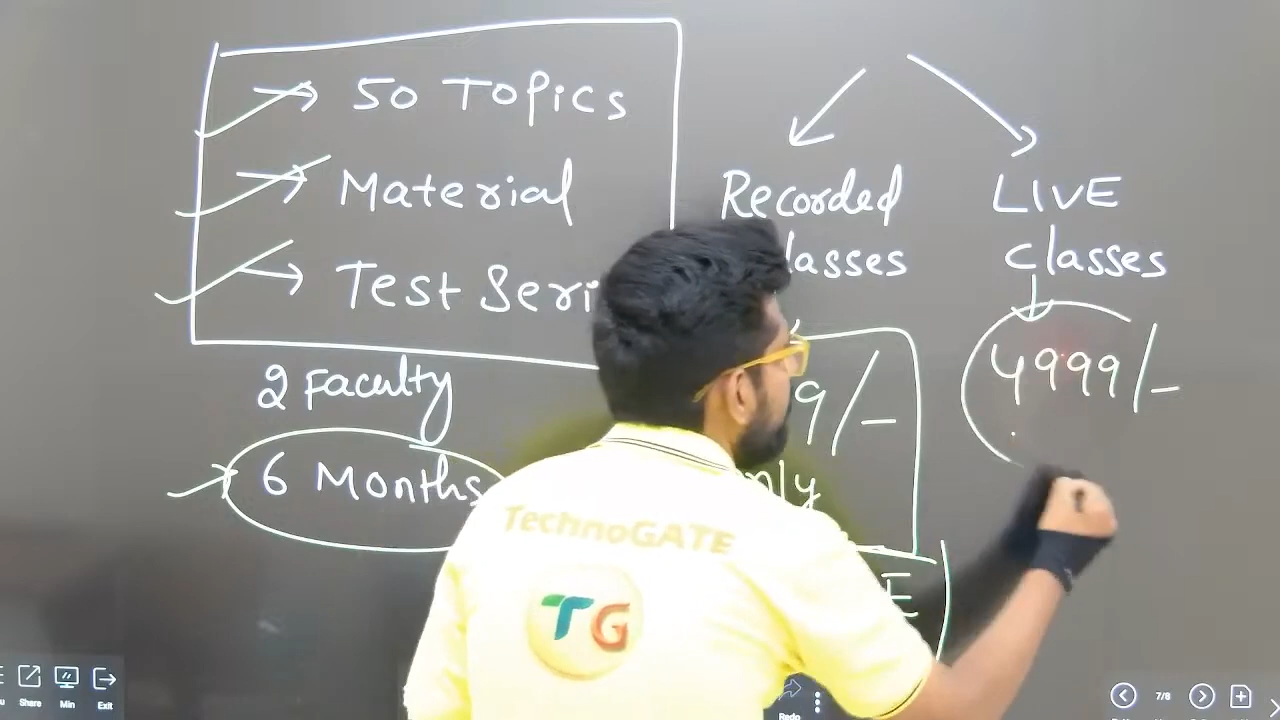 50 Topics
Material
Test Seri
2 Faculty
6 Months
Recorded
lasses
9/-
nly
E
LIVE
classes
4999/-
TechnoGATE
TG
Share
Min
Exit
Redo
7/8